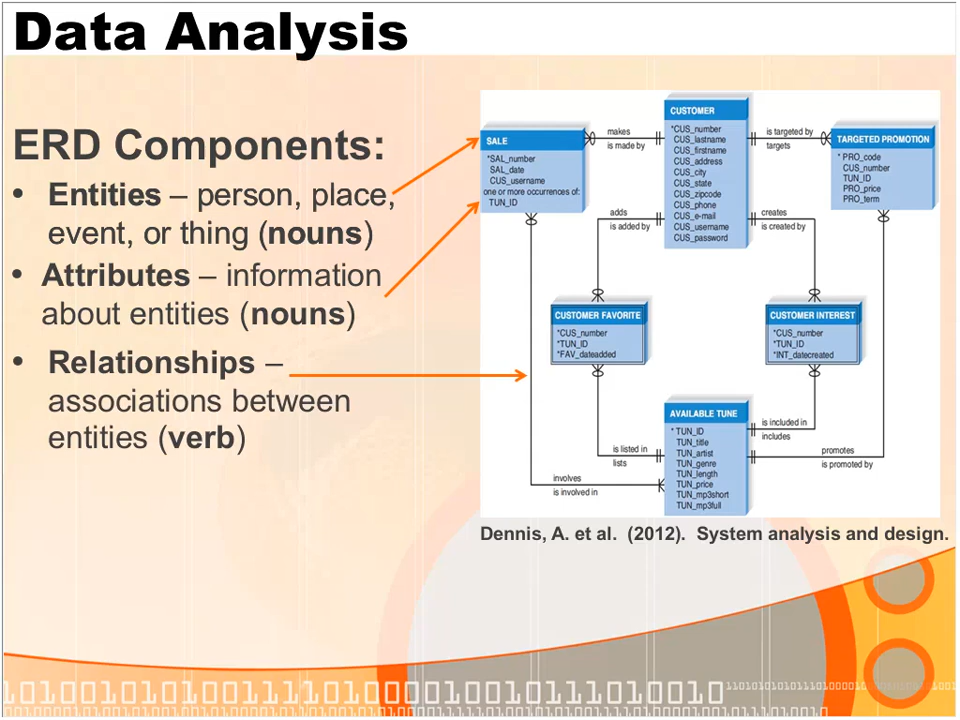 Data Analysis
ERD Components:
• Entities – person, place,
event, or thing (nouns)
• Attributes – information
about entities (nouns)
• Relationships –
associations between
entities (verb)
SALE
*SAL_number
SAL_date
CUS_username
one or more occurrences of:
TUN_ID
makes
is made by
CUSTOMER
*CUS_number
CUS_lastname
CUS_firstname
CUS_address
CUS_city
CUS_state
CUS_zipcode
CUS_phone
CUS_e-mail
CUS_username
CUS_password
is targeted by
targets
TARGETED PROMOTION
* PRO_code
CUS_number
TUN_ID
PRO_price
PRO_term
adds
is added by
creates
is created by
CUSTOMER FAVORITE
*CUS_number
*TUN_ID
*FAV_dateadded
CUSTOMER INTEREST
*CUS_number
*TUN_ID
*INT_datecreated
AVAILABLE TUNE
* TUN_ID
TUN_title
TUN_artist
TUN_genre
TUN_length
TUN_price
TUN_mp3short
TUN_mp3full
is listed in
lists
is included in
includes
promotes
is promoted by
involves
is involved in
Dennis, A. et al. (2012). System analysis and design.